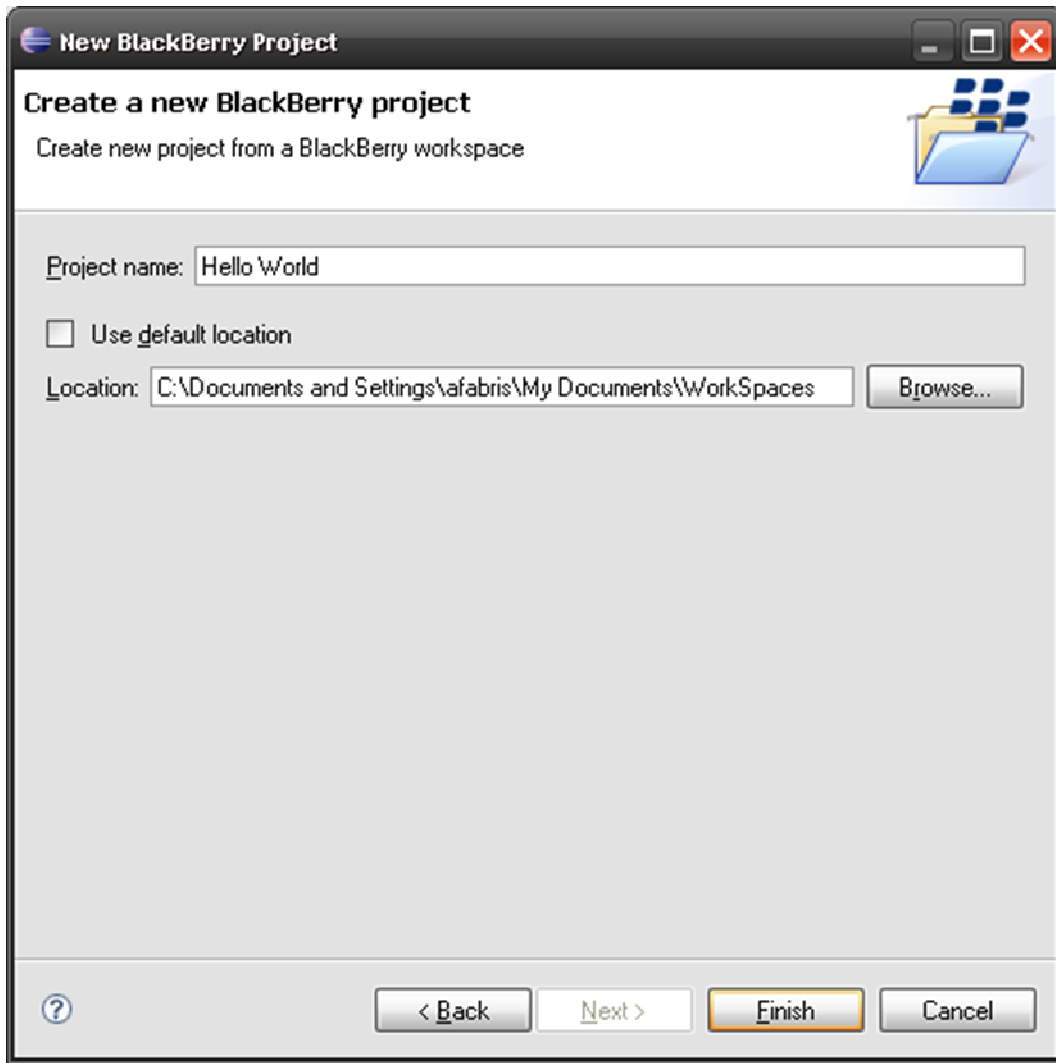 New BlackBerry Project
Create a new BlackBerry project
Create new project from a BlackBerry workspace
Project name: Hello World
Use default location
Location: C:\Documents and Settings\afabris\My Documents\WorkSpaces Browse...
? < Back Next > Finish Cancel